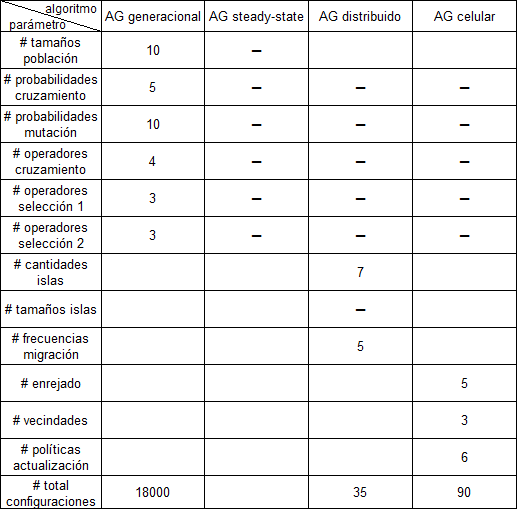 algoritmo AG generacional AG steady-state AG distribuido AG celular
parámetro
# tamaños población 10 –
# probabilidades cruzamiento 5 – – –
# probabilidades mutación 10 – – –
# operadores cruzamiento 4 – – –
# operadores selección 1 3 – – –
# operadores selección 2 3 – – –
# cantidades islas 7
# tamaños islas –
# frecuencias migración 5
# enrejado 5
# vecindades 3
# políticas actualización 6
# total configuraciones 18000 35 90